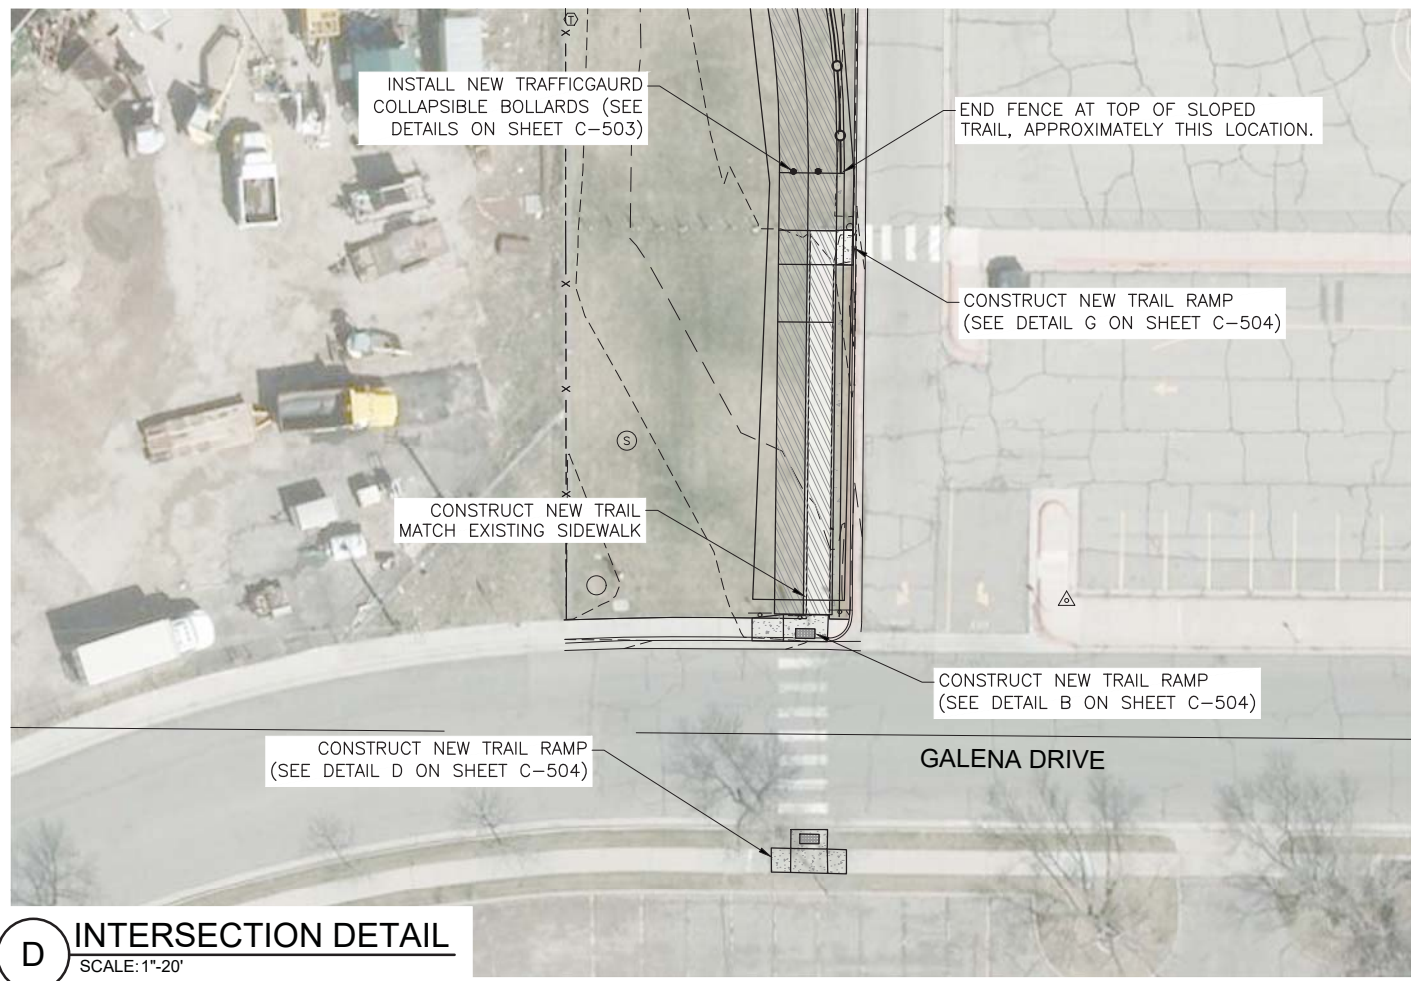 T
INSTALL NEW TRAFFICGAURD
COLLAPSIBLE BOLLARDS (SEE
DETAILS ON SHEET C-503)
END FENCE AT TOP OF SLOPED
TRAIL, APPROXIMATELY THIS LOCATION.
CONSTRUCT NEW TRAIL RAMP
(SEE DETAIL G ON SHEET C-504)
S
CONSTRUCT NEW TRAIL
MATCH EXISTING SIDEWALK
CONSTRUCT NEW TRAIL RAMP
(SEE DETAIL B ON SHEET C-504)
CONSTRUCT NEW TRAIL RAMP
(SEE DETAIL D ON SHEET C-504)
GALENA DRIVE
D
INTERSECTION DETAIL
SCALE: 1"-20'